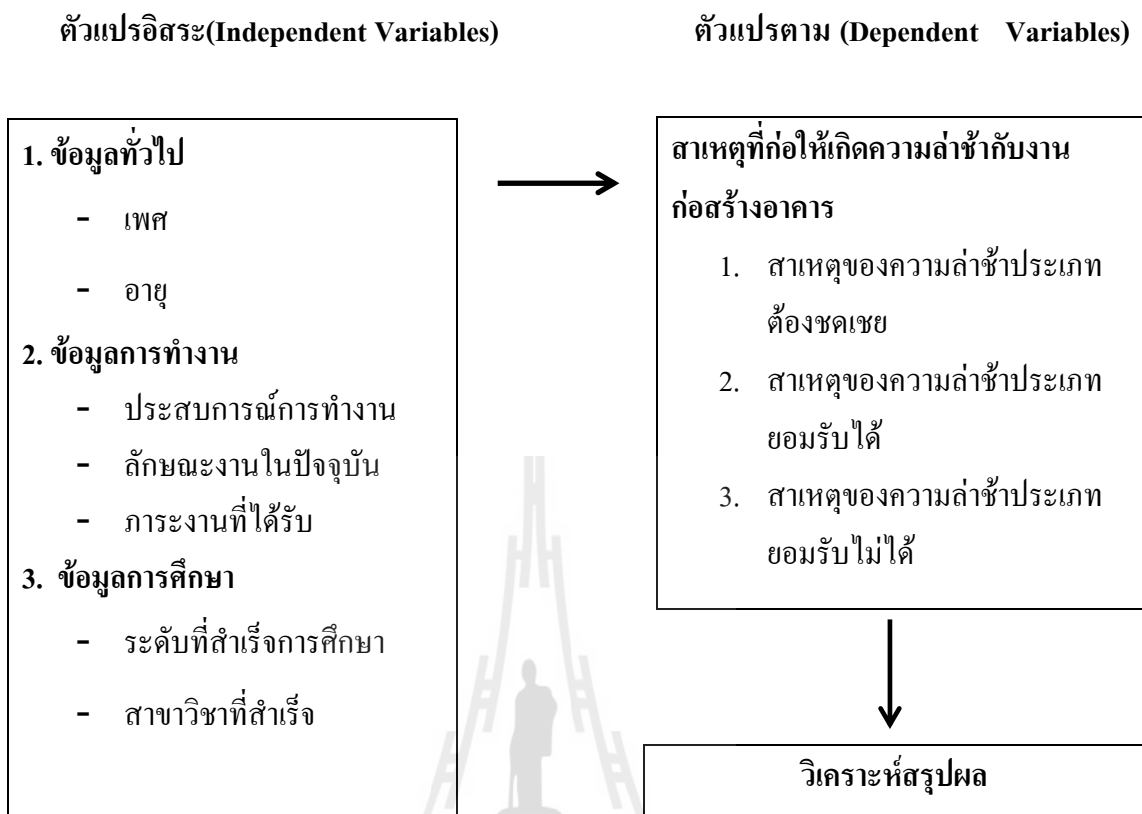 ตัวแปรอิสระ(Independent Variables)
ตัวแปรตาม (Dependent Variables)
1. ข้อมูลทั่วไป
- เพศ
- อายุ
2. ข้อมูลการทำงาน
- ประสบการณ์การทำงาน
- ลักษณะงานในปัจจุบัน
- ภาระงานที่ได้รับ
3. ข้อมูลการศึกษา
- ระดับที่สำเร็จการศึกษา
- สาขาวิชาที่สำเร็จ
สาเหตุที่ก่อให้เกิดความล่าช้ากับงาน
ก่อสร้างอาคาร
1. สาเหตุของความล่าช้าประเภท
ต้องชดเชย
2. สาเหตุของความล่าช้าประเภท
ยอมรับได้
3. สาเหตุของความล่าช้าประเภท
ยอมรับไม่ได้
วิเคราะห์สรุปผล